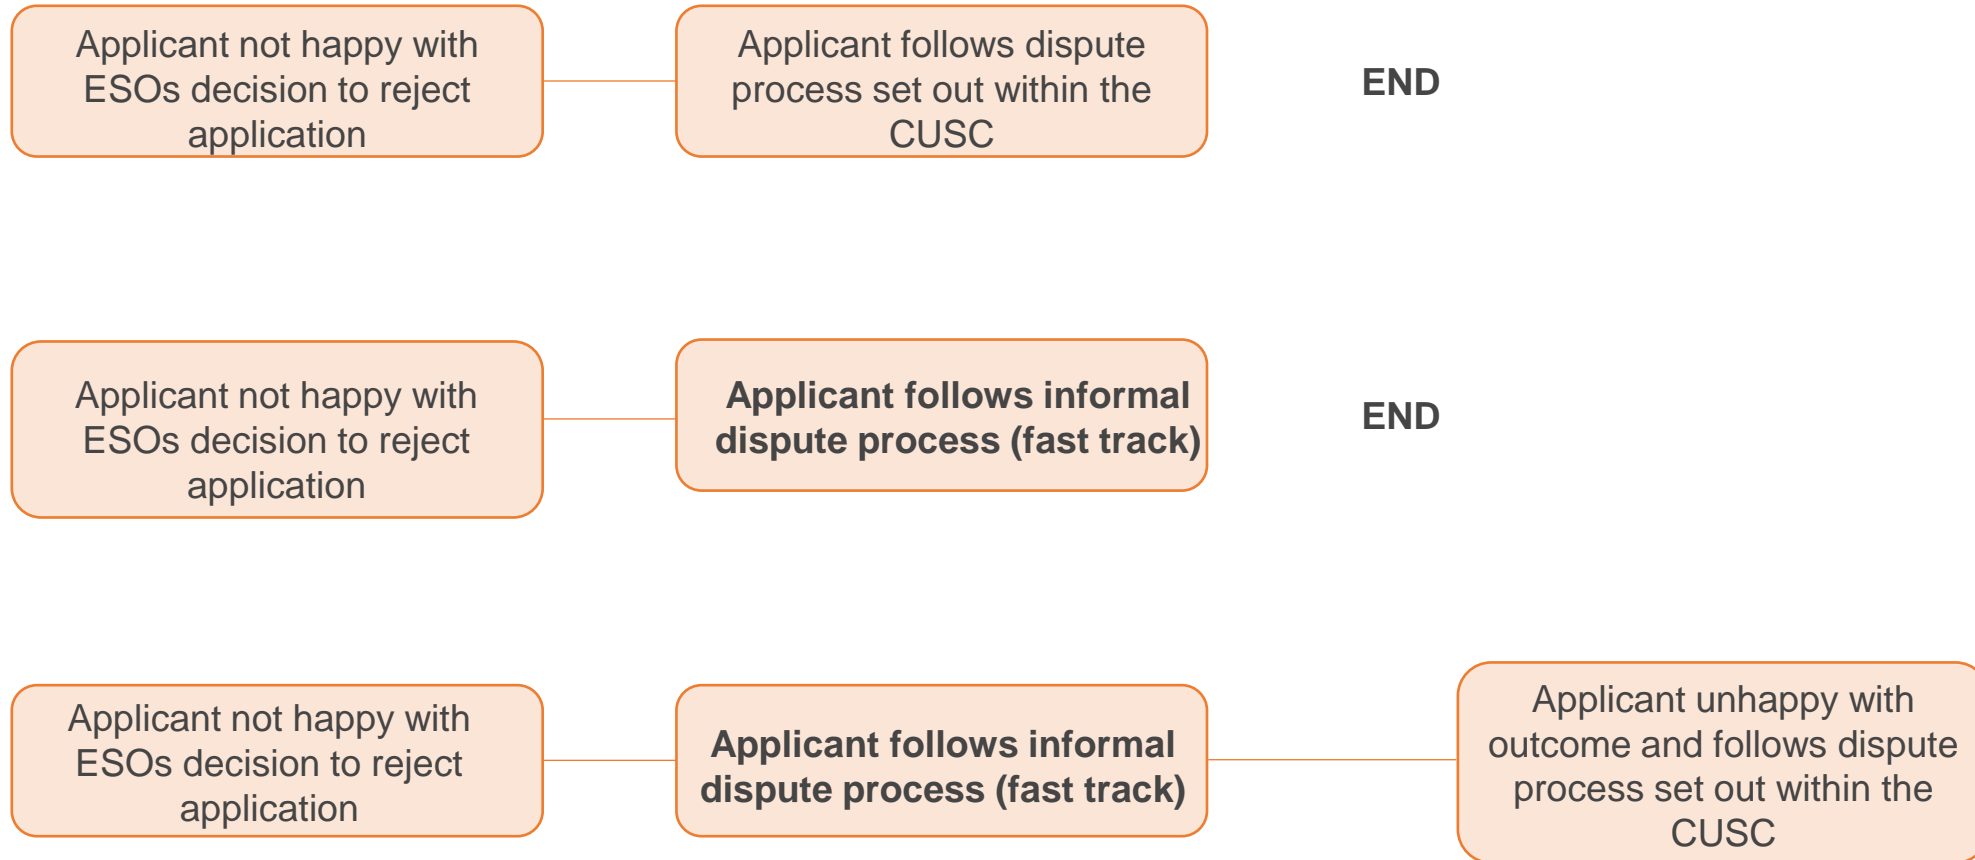 Applicant not happy with
ESOs decision to reject
application
Applicant follows dispute
process set out within the
CUSC
END
Applicant not happy with
ESOs decision to reject
application
Applicant follows informal
dispute process (fast track)
END
Applicant not happy with
ESOs decision to reject
application
Applicant follows informal
dispute process (fast track)
Applicant unhappy with
outcome and follows dispute
process set out within the
CUSC